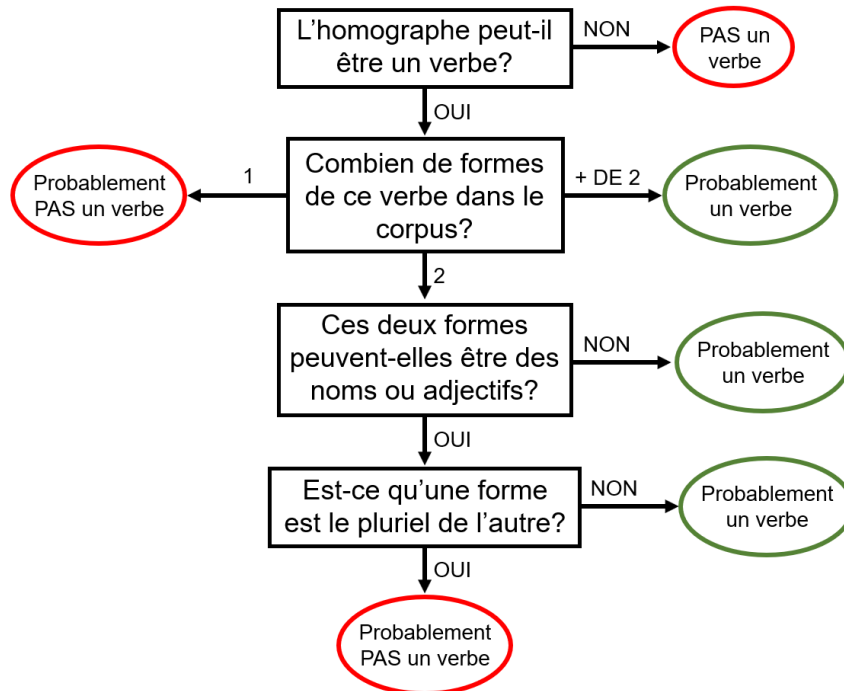 L'homographe peut-il
être un verbe?
NON
PAS un
verbe
OUI
Probablement
PAS un verbe
1
Combien de formes
de ce verbe dans le
corpus?
+ DE 2
Probablement
un verbe
2
Ces deux formes
peuvent-elles être des
noms ou adjectifs?
NON
Probablement
un verbe
OUI
Est-ce qu'une forme
est le pluriel de l'autre?
NON
Probablement
un verbe
OUI
Probablement
PAS un verbe